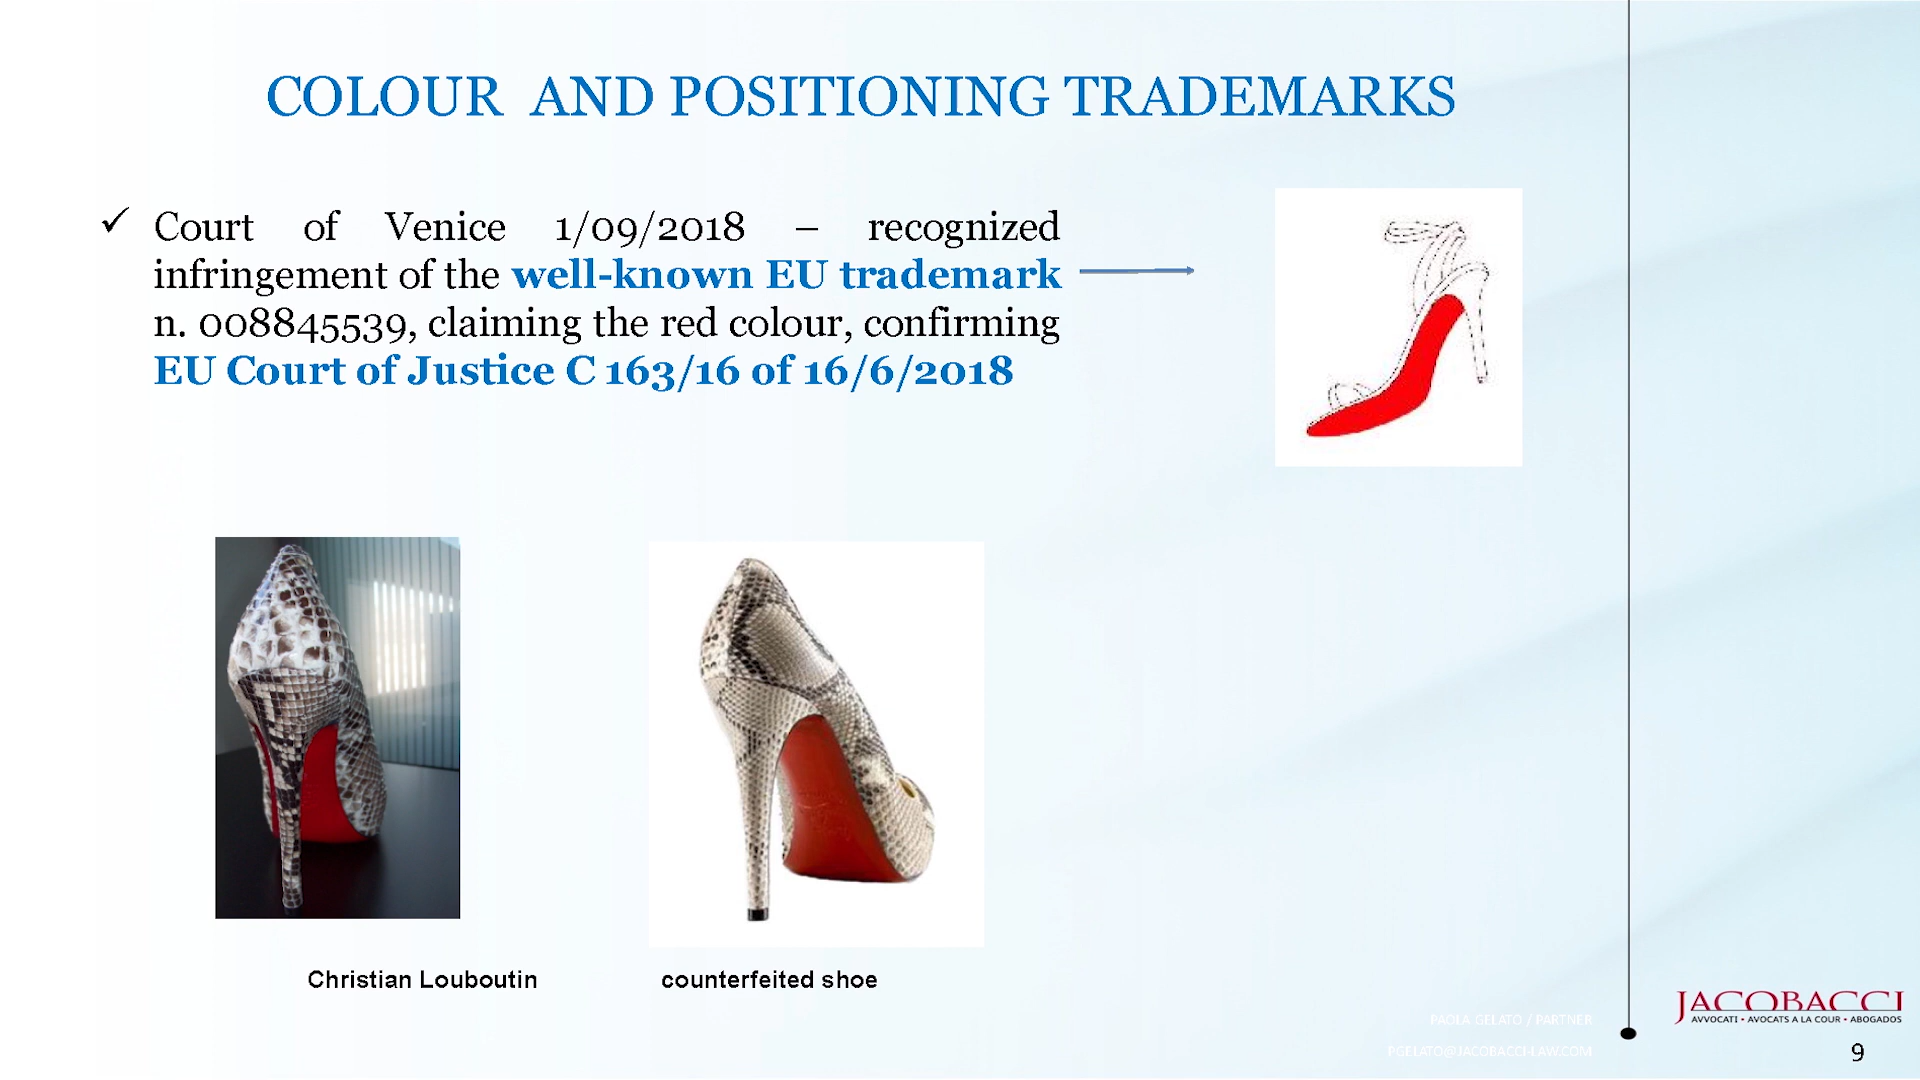 COLOUR AND POSITIONING TRADEMARKS
✓ Court of Venice 1/09/2018 – recognized
infringement of the well-known EU trademark
n. 008845539, claiming the red colour, confirming
EU Court of Justice C 163/16 of 16/6/2018
Christian Louboutin
counterfeited shoe
PAOLA GELATO / PARTNER
PGELATO@JACOBACCI-LAW.COM
JACOBACCI
AVVOCATI • AVOCATS A LA COUR • ABOGADOS
9